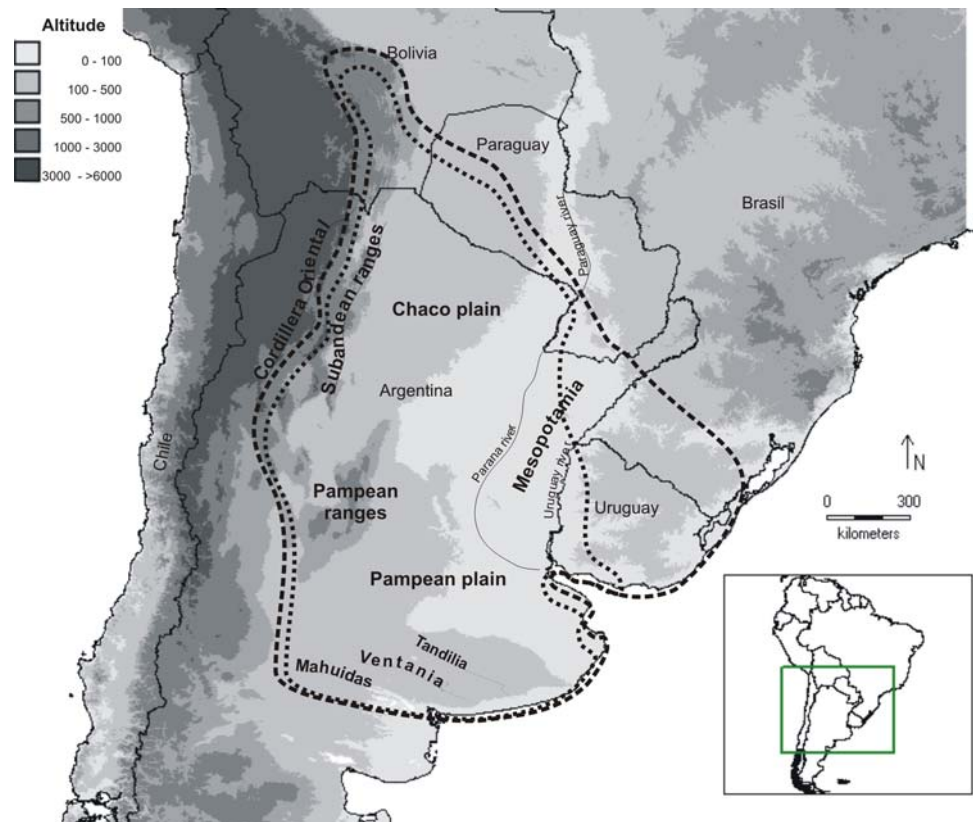 Altitude
0 - 100
100 - 500
500 - 1000
1000 - 3000
3000 - >6000
Bolivia
Paraguay
Brasil
Paraguay river
Cordillera Oriental
Subandean ranges
Chaco plain
Argentina
Chile
Parana river
Mesopotamia
Uruguay river
Uruguay
Pampean
ranges
Pampean plain
Tandilia
Ventania
Mahuidas
N
0 300
kilometers